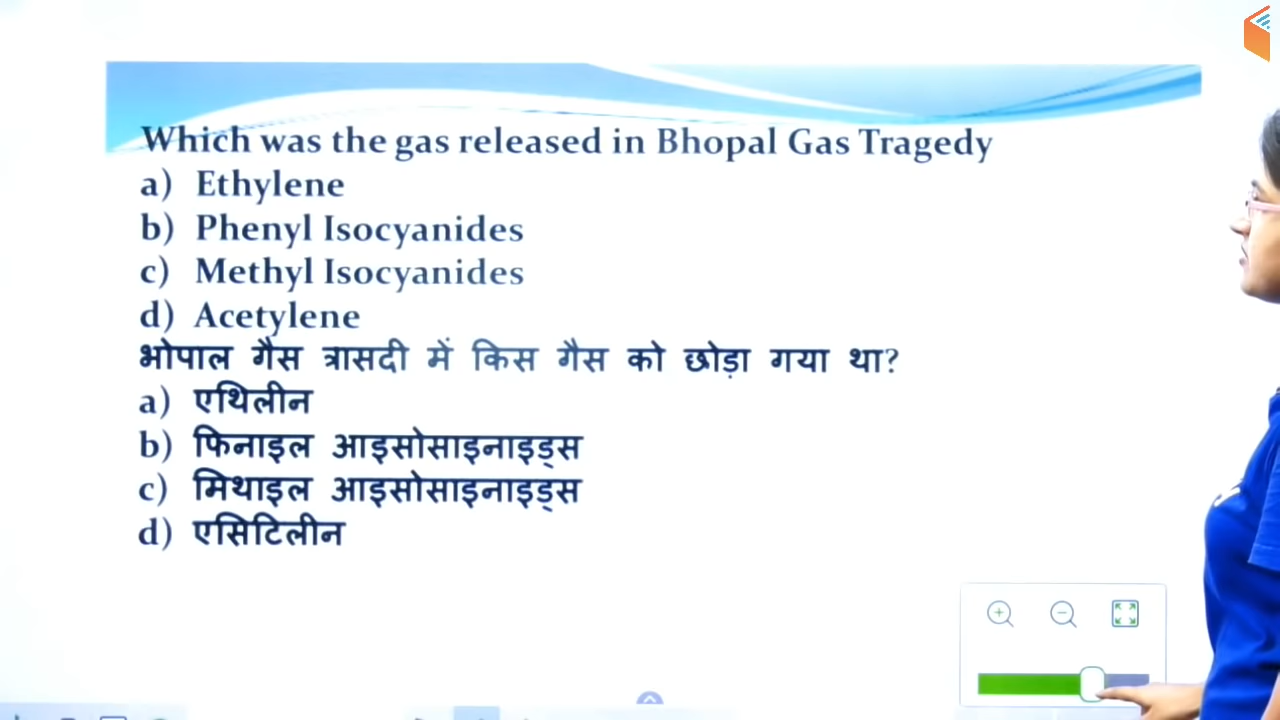 Which was the gas released in Bhopal Gas Tragedy
a) Ethylene
b) Phenyl Isocyanides
c) Methyl Isocyanides
d) Acetylene
भोपाल गैस त्रासदी में किस गैस को छोड़ा गया था?
a) एथिलीन
b) फिनाइल आइसोसाइनाइड्स
c) मिथाइल आइसोसाइनाइड्स
d) एसिटिलीन